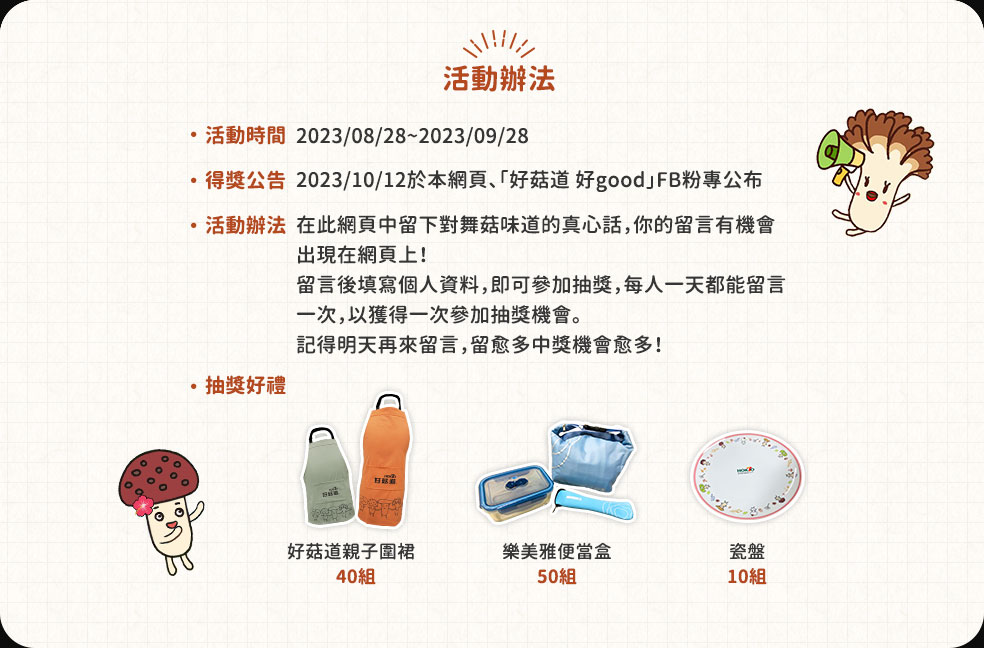 活動辦法
• 活動時間 2023/08/28~2023/09/28
• 得獎公告 2023/10/12於本網頁、「好菇道 好good」FB粉專公布
• 活動辦法 在此網頁中留下對舞菇味道的真心話,你的留言有機會
出現在網頁上!
留言後填寫個人資料,即可參加抽獎,每人一天都能留言
一次,以獲得一次參加抽獎機會。
記得明天再來留言,留愈多中獎機會愈多!
• 抽獎好禮
好菇道
好菇道
HOKTO
好菇道親子圍裙
樂美雅便當盒
瓷盤
40組
50組
10組